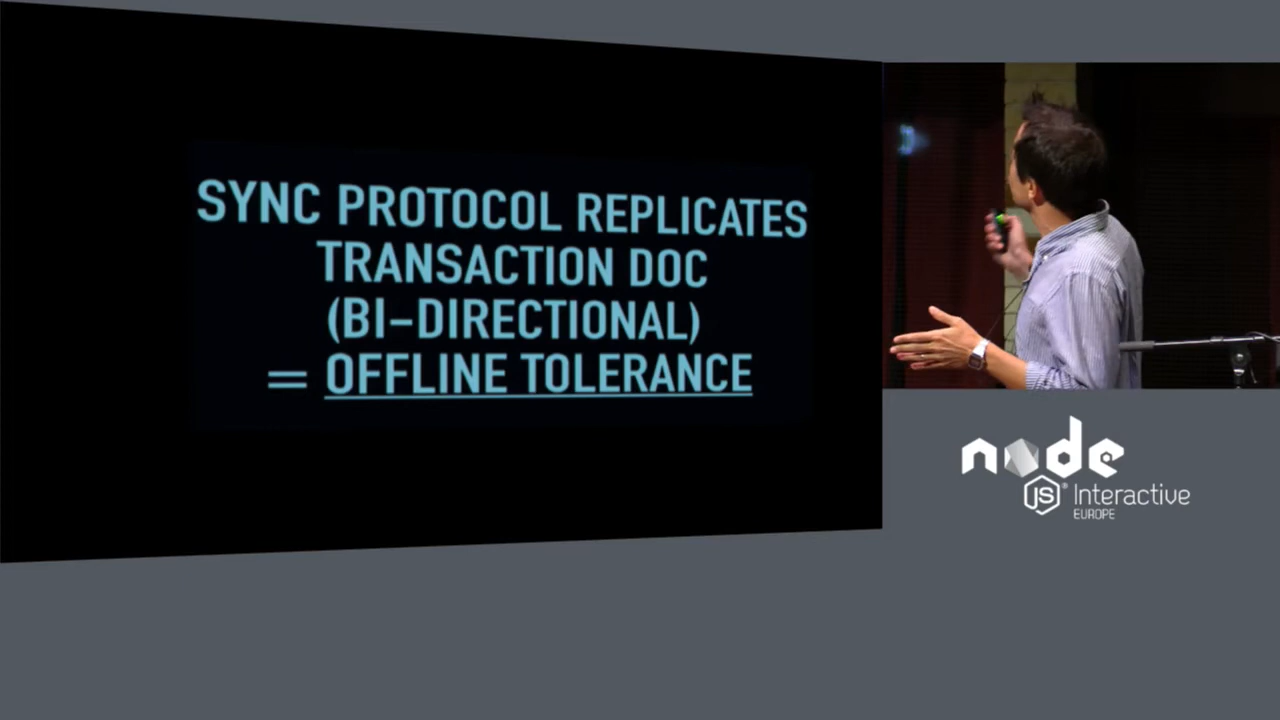 SYNC PROTOCOL REPLICATES
TRANSACTION DOC
(BI-DIRECTIONAL)
= OFFLINE TOLERANCE
node
JS® Interactive
EUROPE